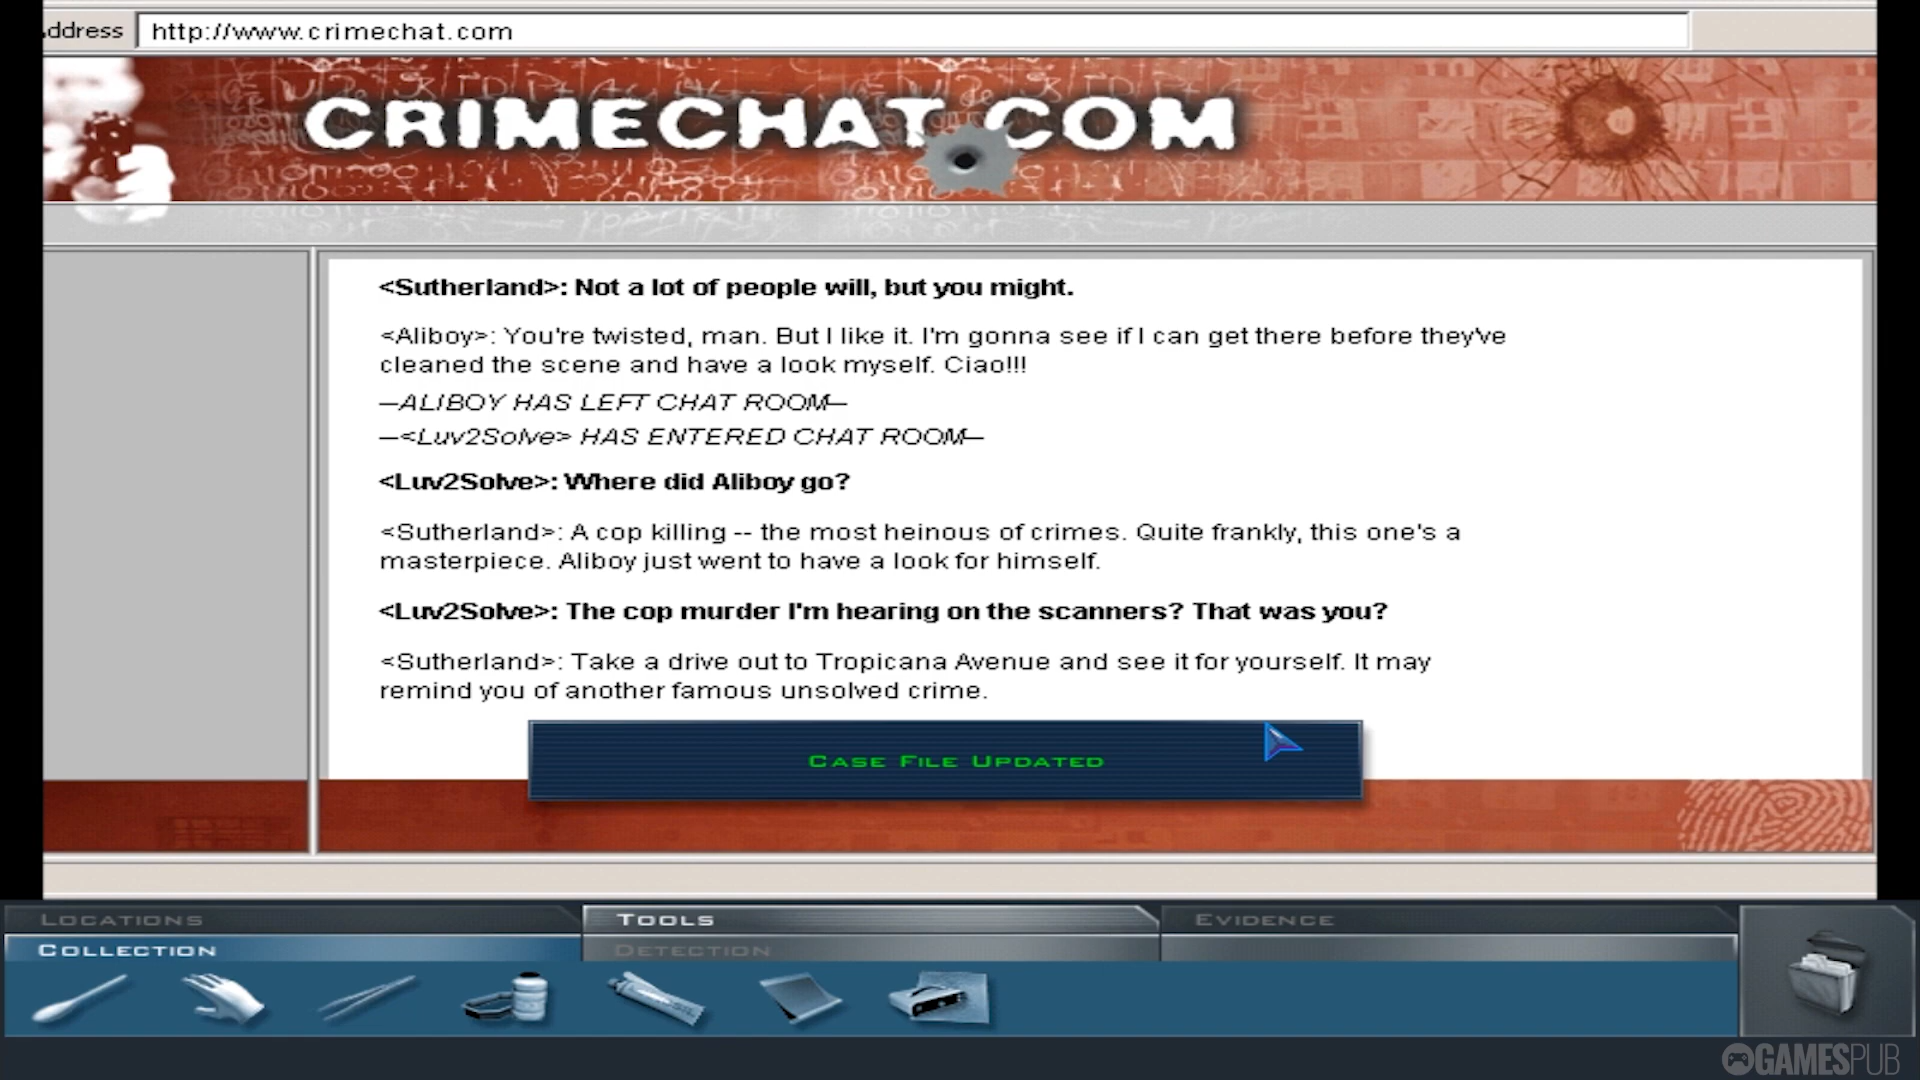 Address
http://www.crimechat.com
CRIMECHAT.COM
<Sutherland>: Not a lot of people will, but you might.
<Aliboy>: You're twisted, man. But I like it. I'm gonna see if I can get there before they've
cleaned the scene and have a look myself. Ciao!!!
—ALIBOY HAS LEFT CHAT ROOM—
—<Luv2Solve> HAS ENTERED CHAT ROOM—
<Luv2Solve>: Where did Aliboy go?
<Sutherland>: A cop killing -- the most heinous of crimes. Quite frankly, this one's a
masterpiece. Aliboy just went to have a look for himself.
<Luv2Solve>: The cop murder I'm hearing on the scanners? That was you?
<Sutherland>: Take a drive out to Tropicana Avenue and see it for yourself. It may
remind you of another famous unsolved crime.
Case File Updated
Locations
Tools
Evidence
Collection
Detection
GAMESPUB